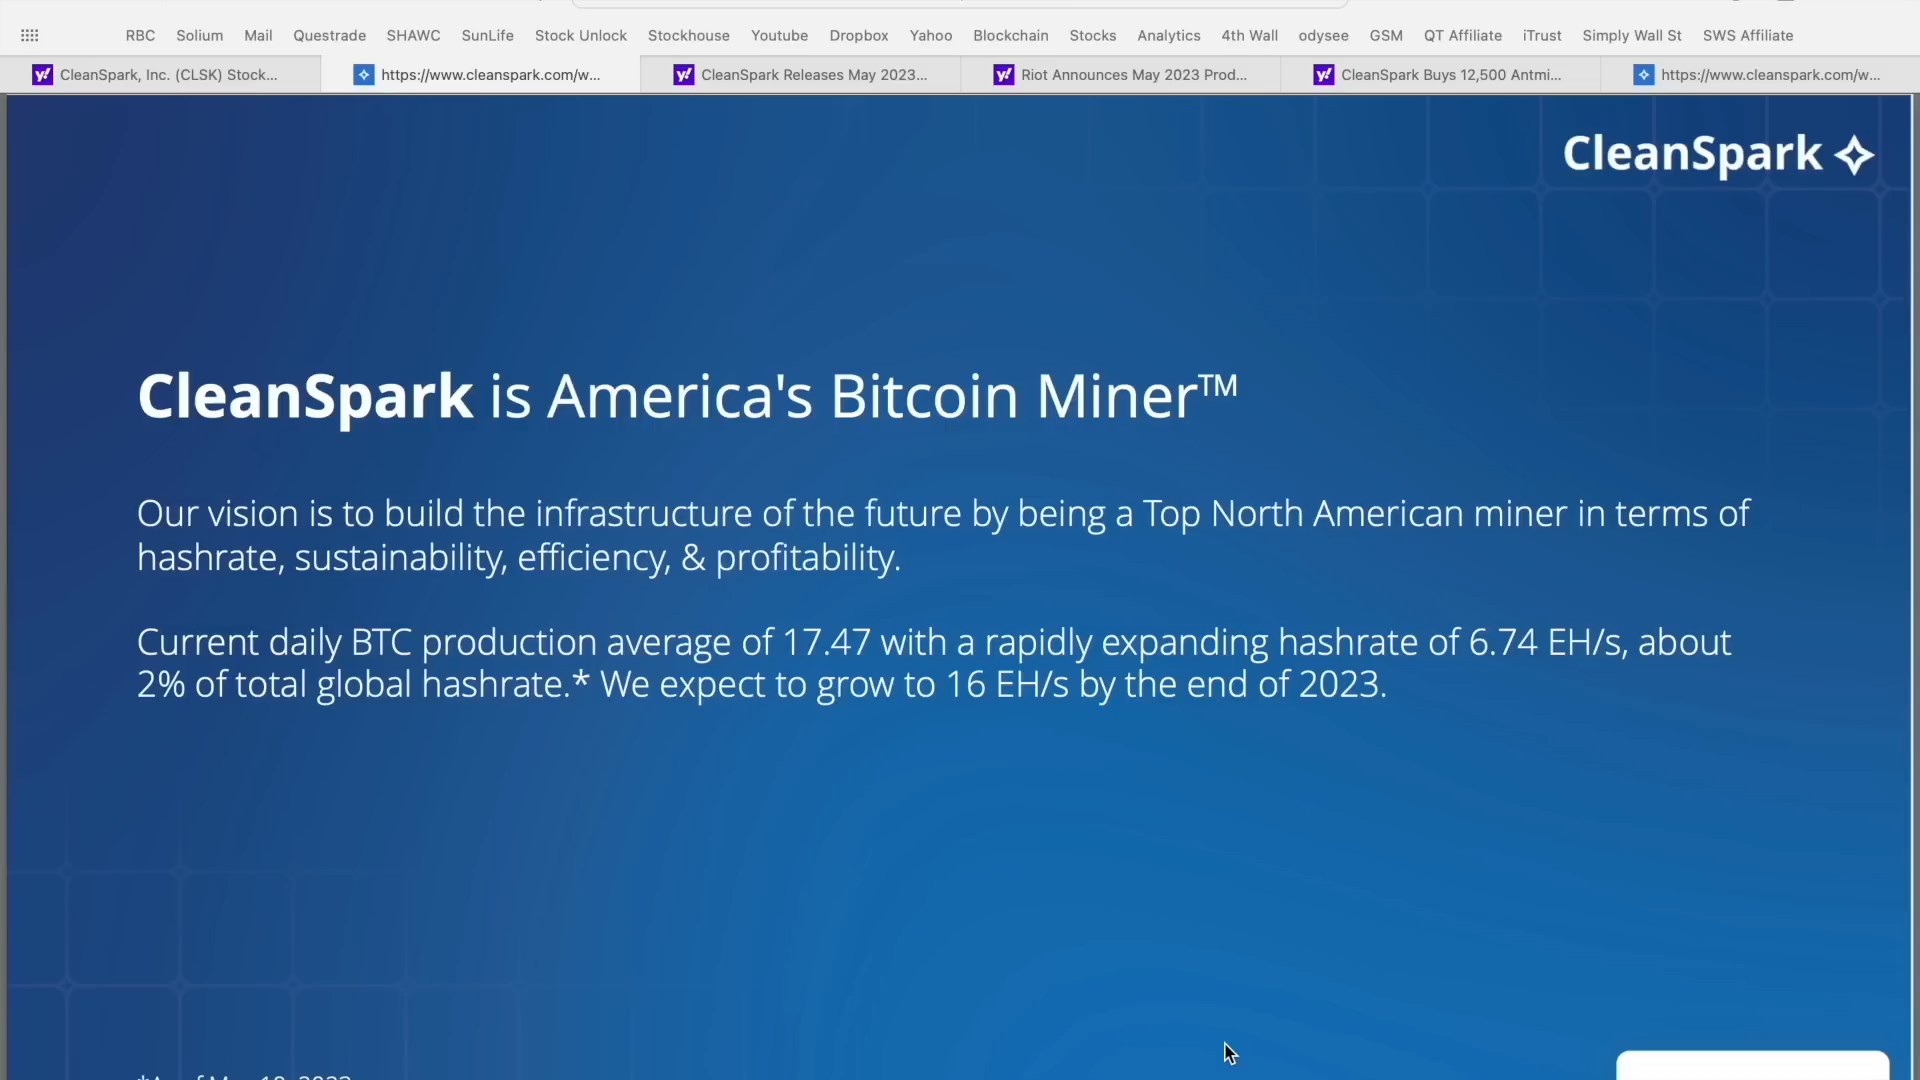 RBC Solium Mail Questrade SHAWC SunLife Stock Unlock Stockhouse Youtube Dropbox Yahoo Blockchain Stocks Analytics 4th Wall odysee GSM QT Affiliate iTrust Simply Wall St SWS Affiliate
y! CleanSpark, Inc. (CLSK) Stock... https://www.cleanspark.com/w... y! CleanSpark Releases May 2023... y! Riot Announces May 2023 Prod... y! CleanSpark Buys 12,500 Antmi... https://www.cleanspark.com/w...
CleanSpark
CleanSpark is America's Bitcoin Miner™
Our vision is to build the infrastructure of the future by being a Top North American miner in terms of
hashrate, sustainability, efficiency, & profitability.
Current daily BTC production average of 17.47 with a rapidly expanding hashrate of 6.74 EH/s, about
2% of total global hashrate.* We expect to grow to 16 EH/s by the end of 2023.